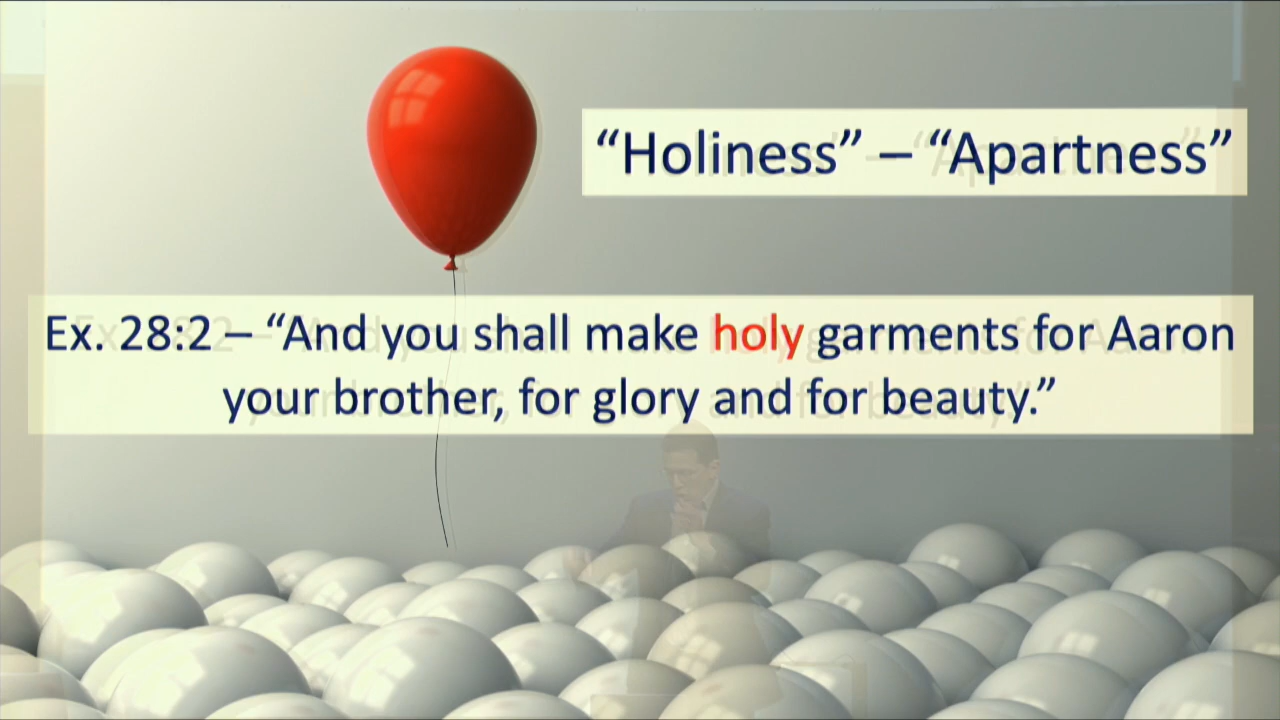 “Holiness” – “Apartness”
Ex. 28:2 – “And you shall make holy garments for Aaron
your brother, for glory and for beauty.”